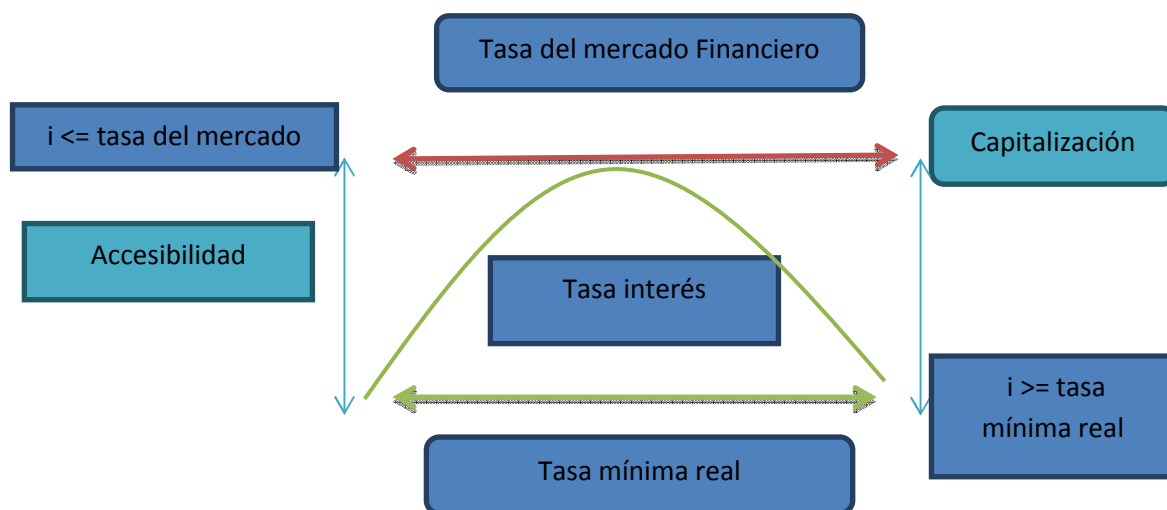 Tasa del mercado Financiero
i <= tasa del mercado
Capitalización
Accesibilidad
Tasa interés
i >= tasa
mínima real
Tasa mínima real